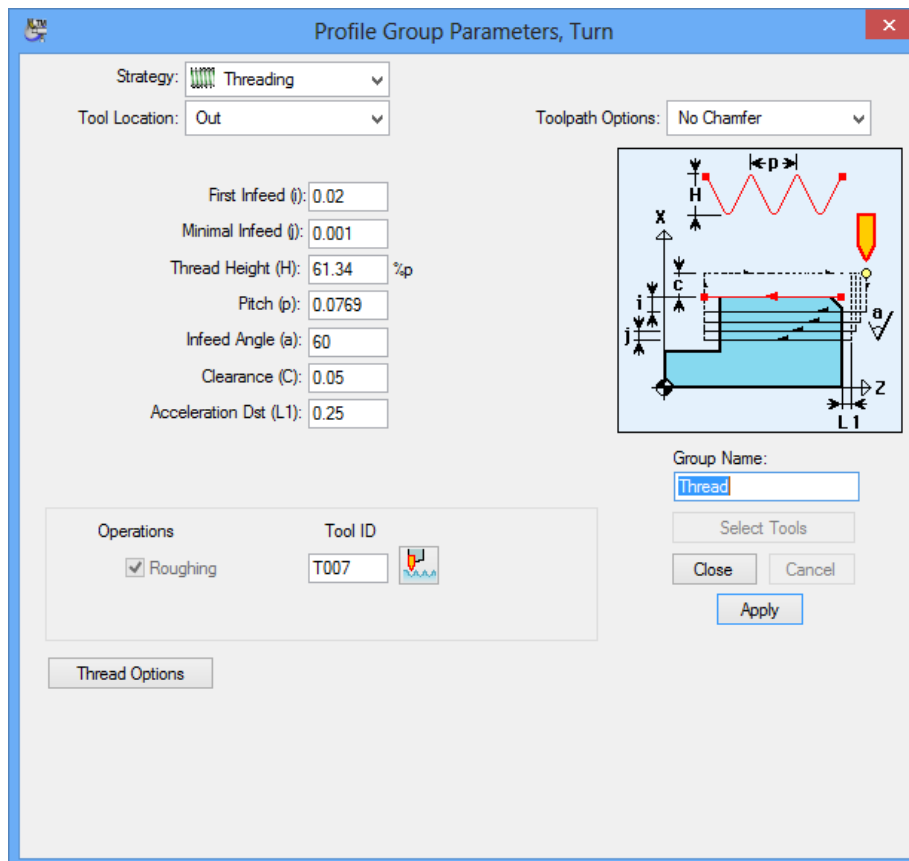 Profile Group Parameters, Turn
Strategy: Threading
Tool Location: Out
Toolpath Options: No Chamfer
First Infeed (i): 0.02
Minimal Infeed (j): 0.001
Thread Height (H): 61.34 %p
Pitch (p): 0.0769
Infeed Angle (a): 60
Clearance (C): 0.05
Acceleration Dst (L1): 0.25
p
H
X
c
i
a
j
Z
L1
Group Name:
Thread
Select Tools
Close Cancel
Apply
Operations Tool ID
Roughing T007
Thread Options